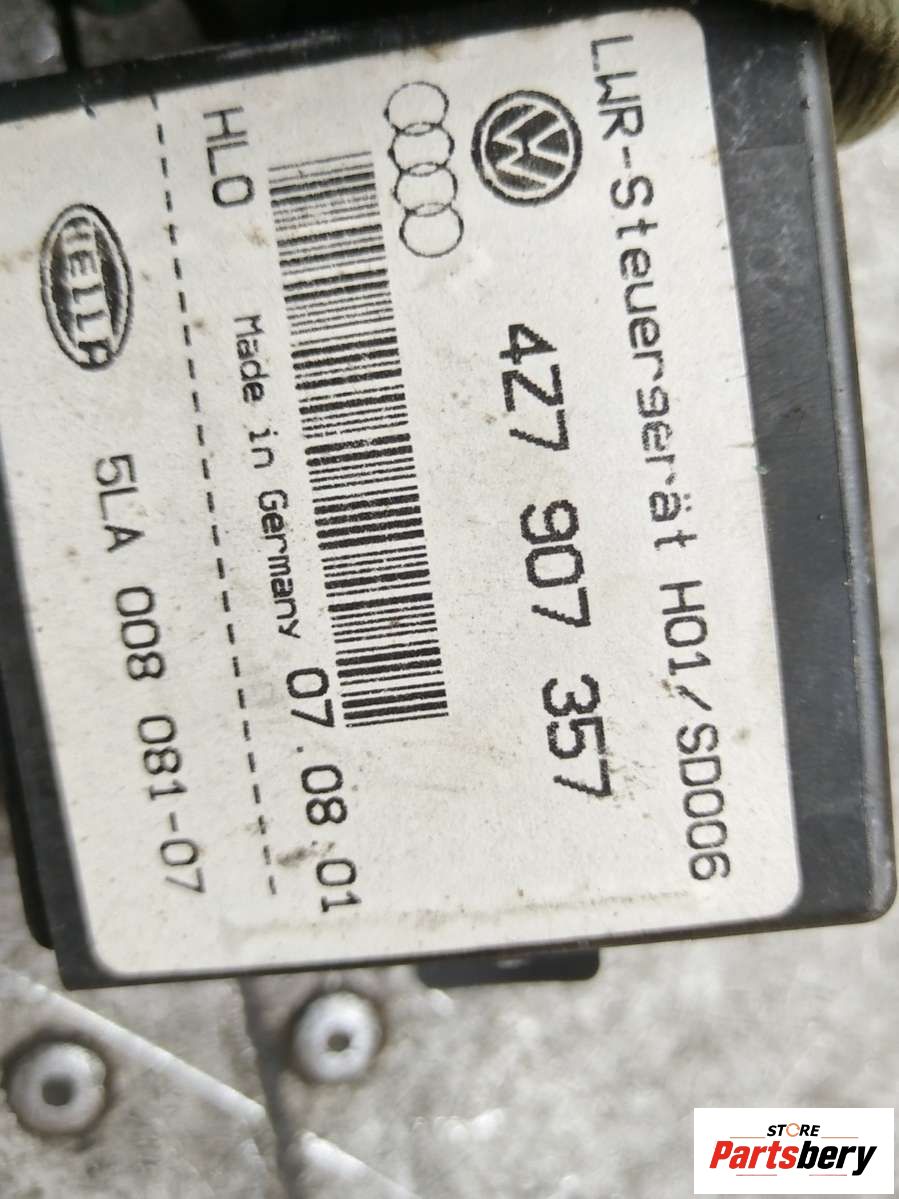 LWR-Steuergerät H01/SD006
4Z7 907 357
HLO Made in Germany 07.08.01
HELLA 5LA 008 081-07
STORE
Partsbery